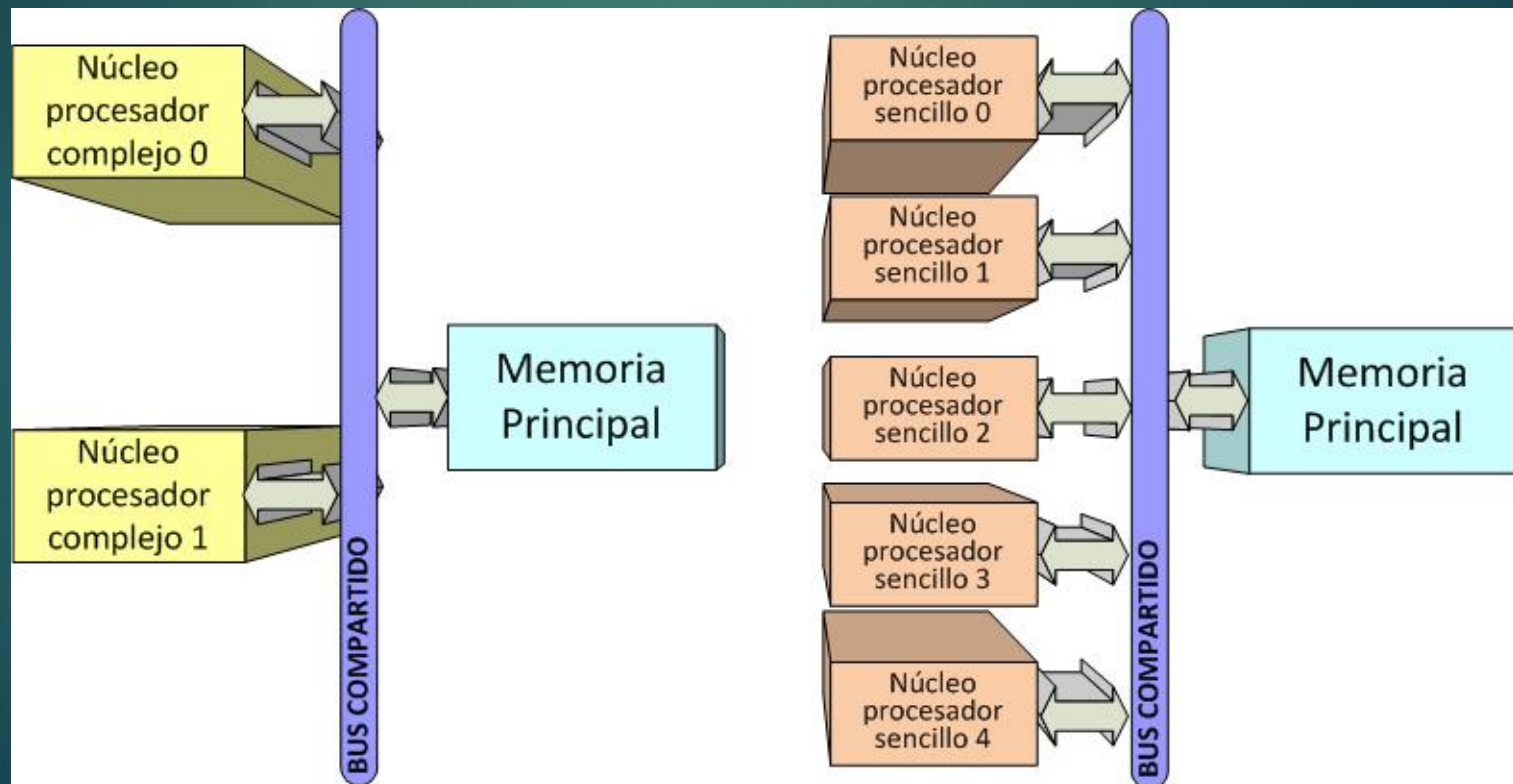 Núcleo
procesador
complejo 0
Núcleo
procesador
complejo 1
BUS COMPARTIDO
Memoria
Principal
Núcleo
procesador
sencillo 0
Núcleo
procesador
sencillo 1
Núcleo
procesador
sencillo 2
Núcleo
procesador
sencillo 3
Núcleo
procesador
sencillo 4
BUS COMPARTIDO
Memoria
Principal